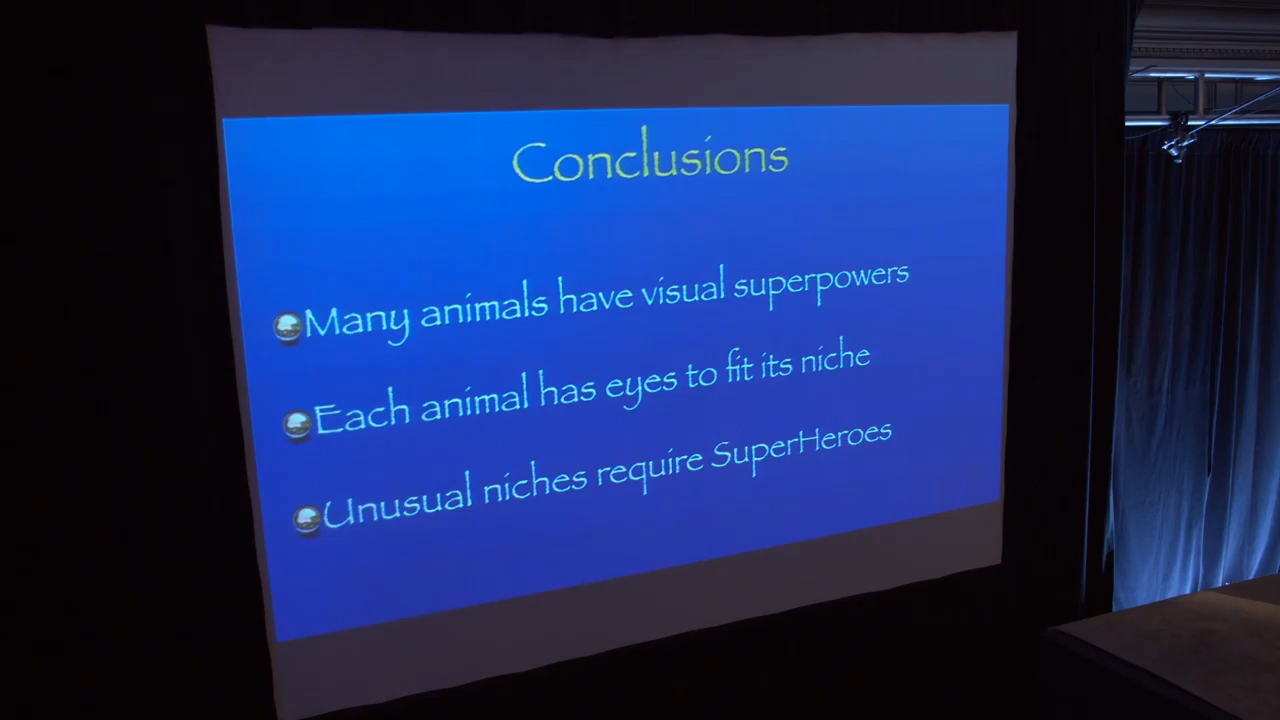 Conclusions
Many animals have visual superpowers
Each animal has eyes to fit its niche
Unusual niches require SuperHeroes